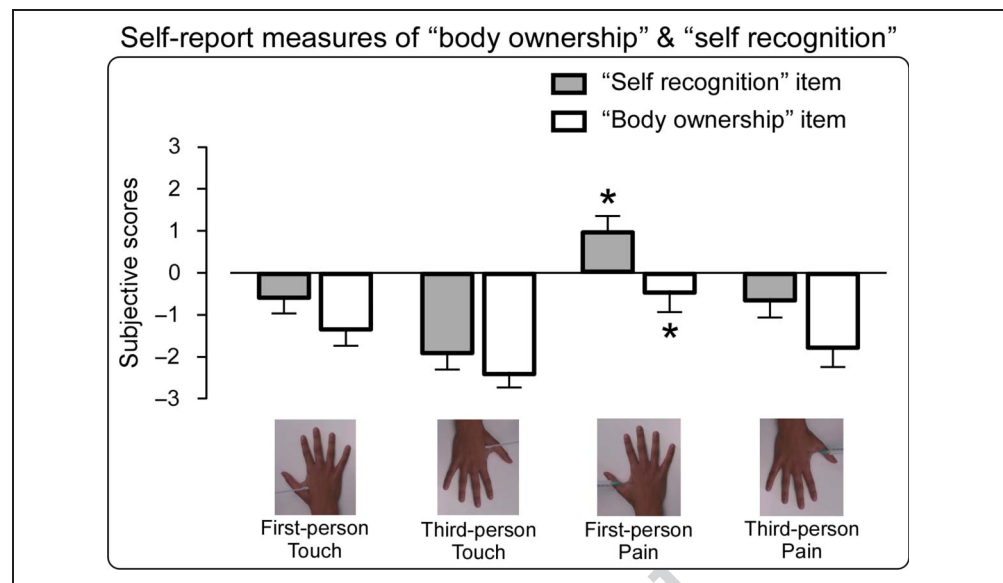 Self-report measures of “body ownership” & “self recognition”
“Self recognition” item
“Body ownership” item
Subjective scores
3
2
1
0
–1
–2
–3
*
*
First-person
Touch
Third-person
Touch
First-person
Pain
Third-person
Pain